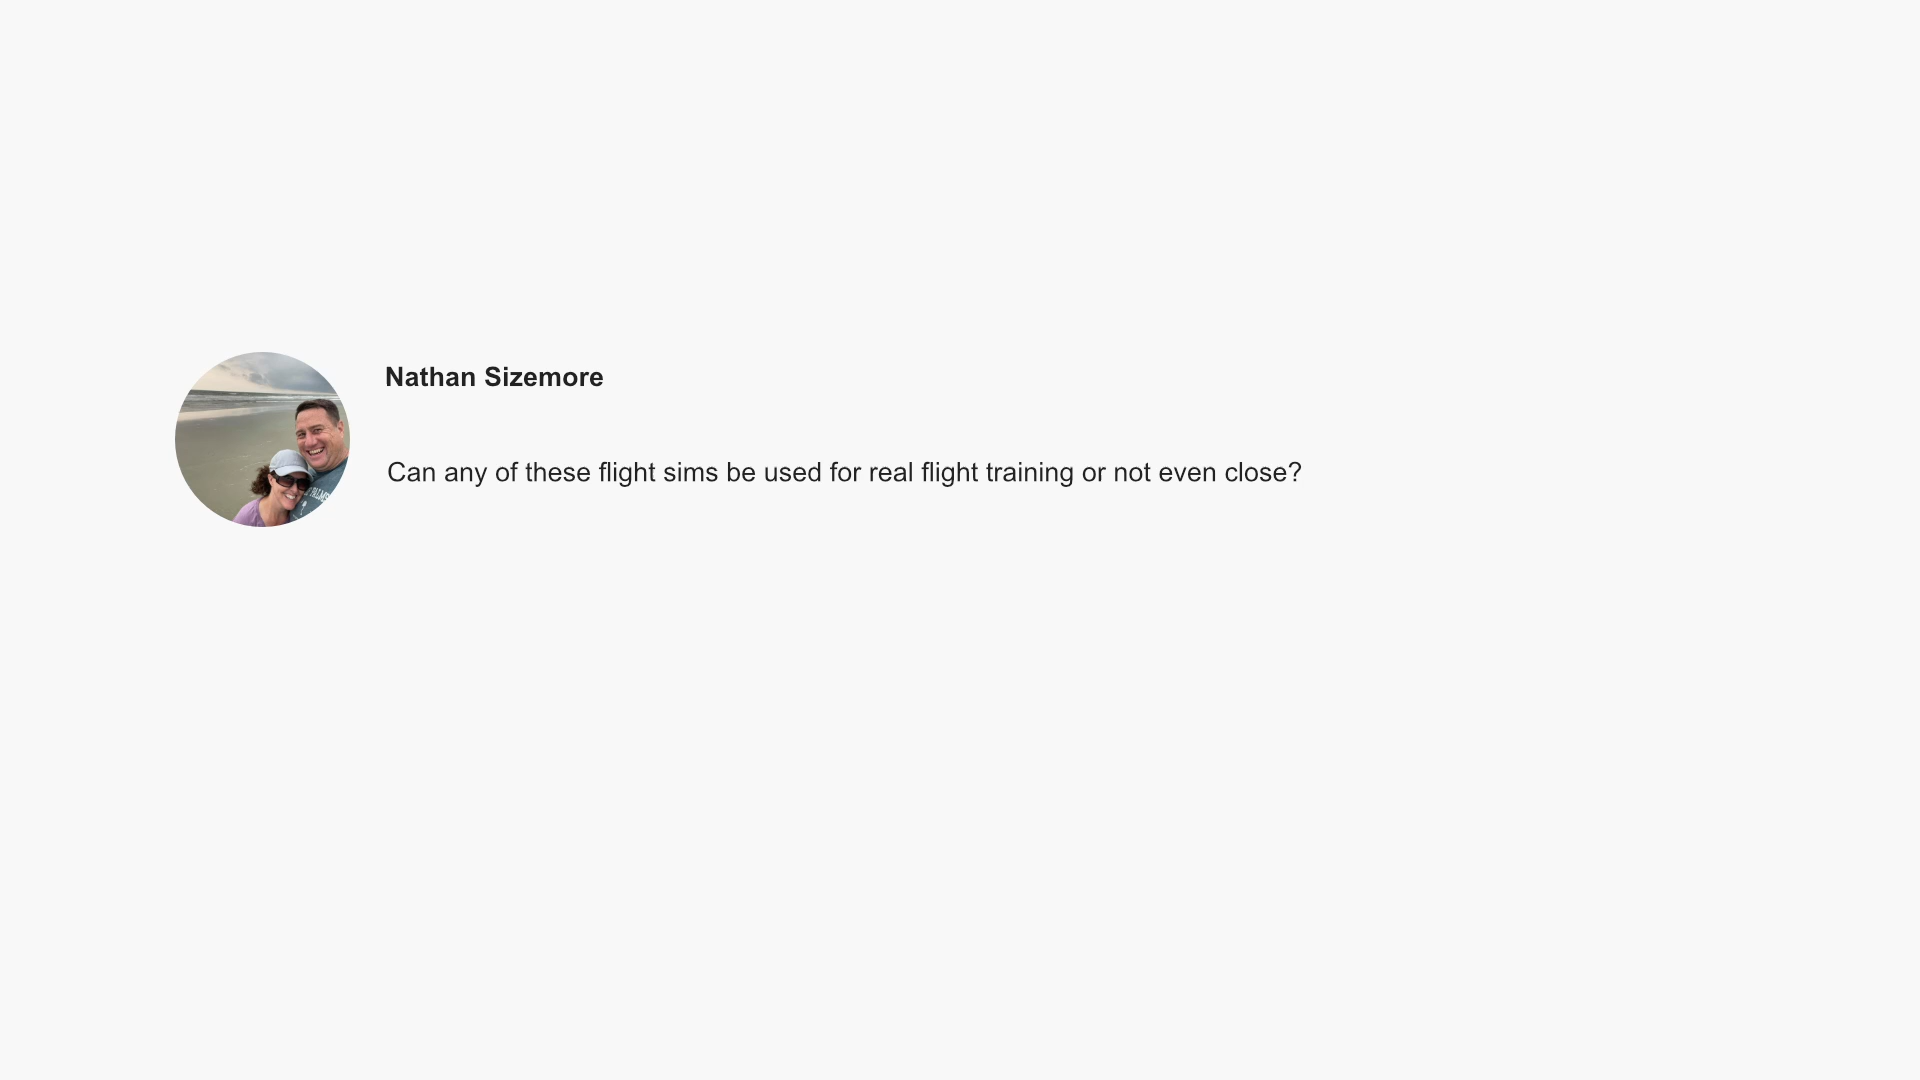 Nathan Sizemore
Can any of these flight sims be used for real flight training or not even close?